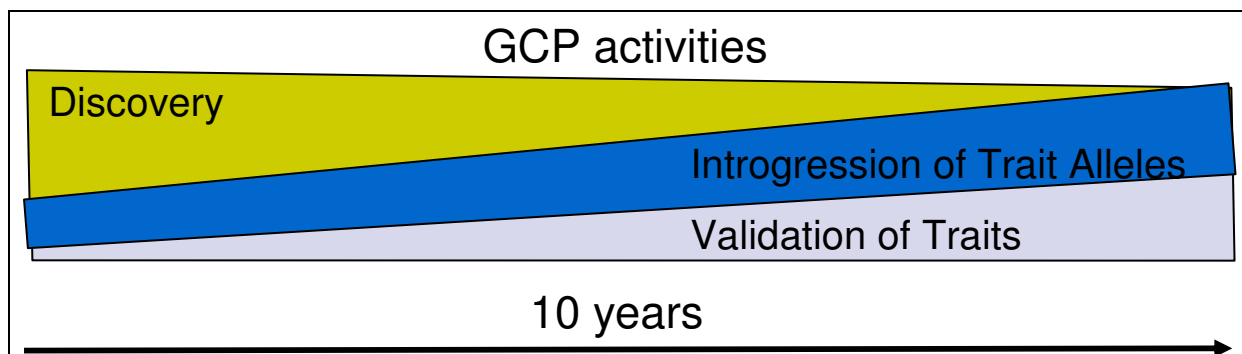 GCP activities
Discovery
Introgression of Trait Alleles
Validation of Traits
10 years